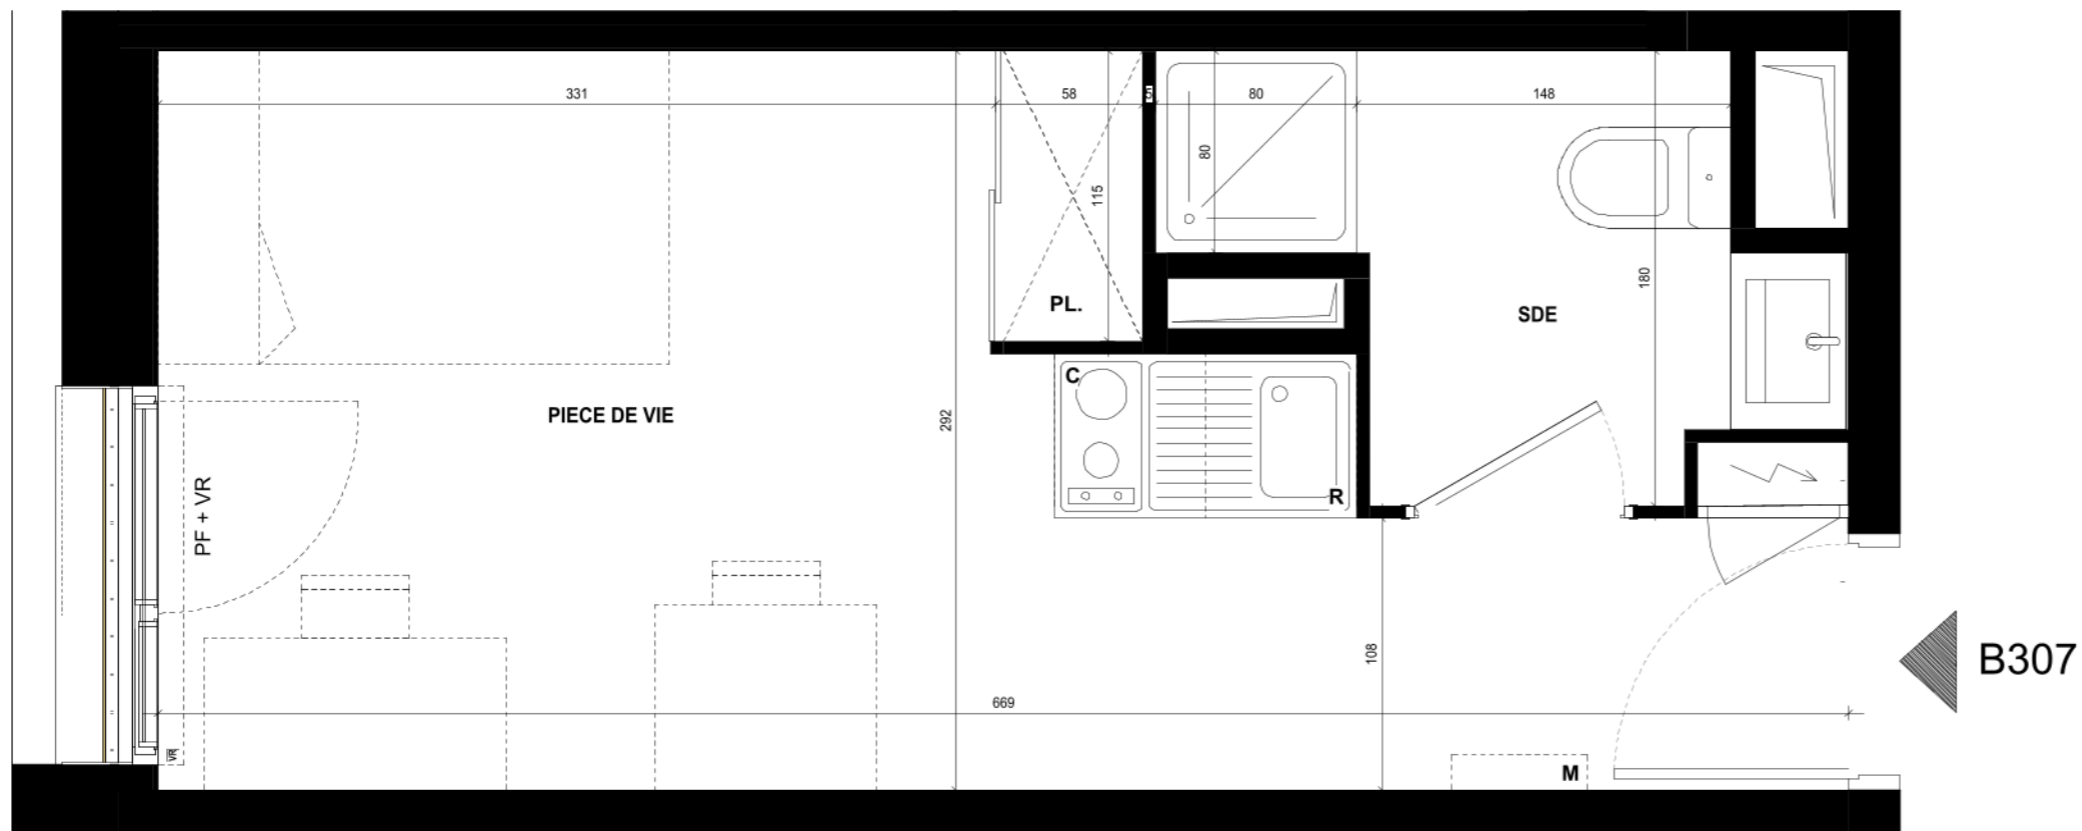 331
58
80
148
80
115
180
PL.
SDE
C
292
PIECE DE VIE
R
PF + VR
108
B307
669
VR
M